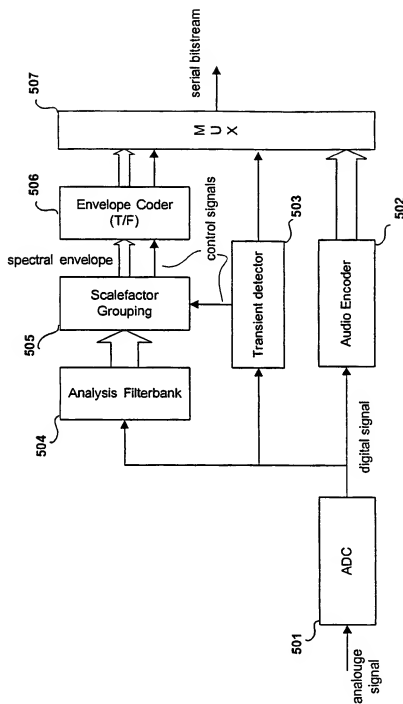 analouge
signal
501
ADC
digital signal
504
Analysis Filterbank
505
Scalefactor
Grouping
spectral envelope
506
Envelope Coder
(T/F)
control signals
503
Transient detector
502
Audio Encoder
507
M
U
X
serial bitstream